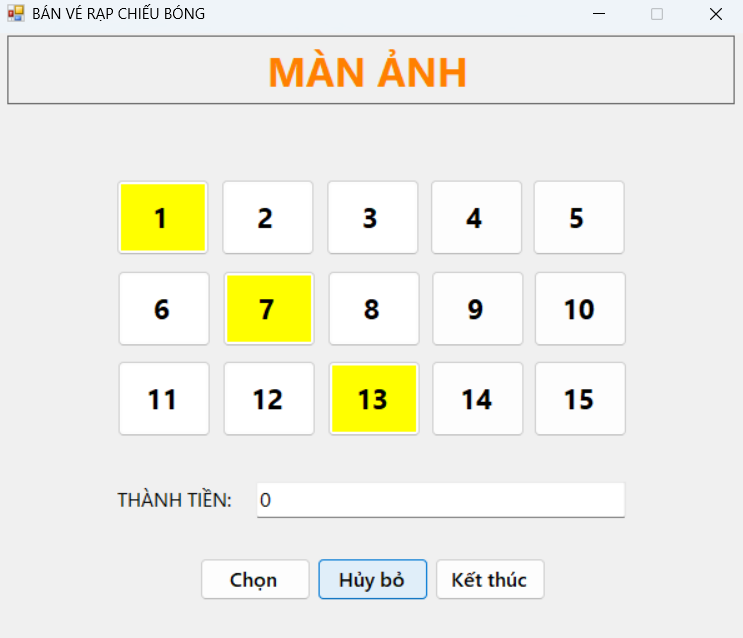 BÁN VÉ RẠP CHIẾU BÓNG
MÀN ẢNH
1 2 3 4 5
6 7 8 9 10
11 12 13 14 15
THÀNH TIỀN: 0
Chọn Hủy bỏ Kết thúc